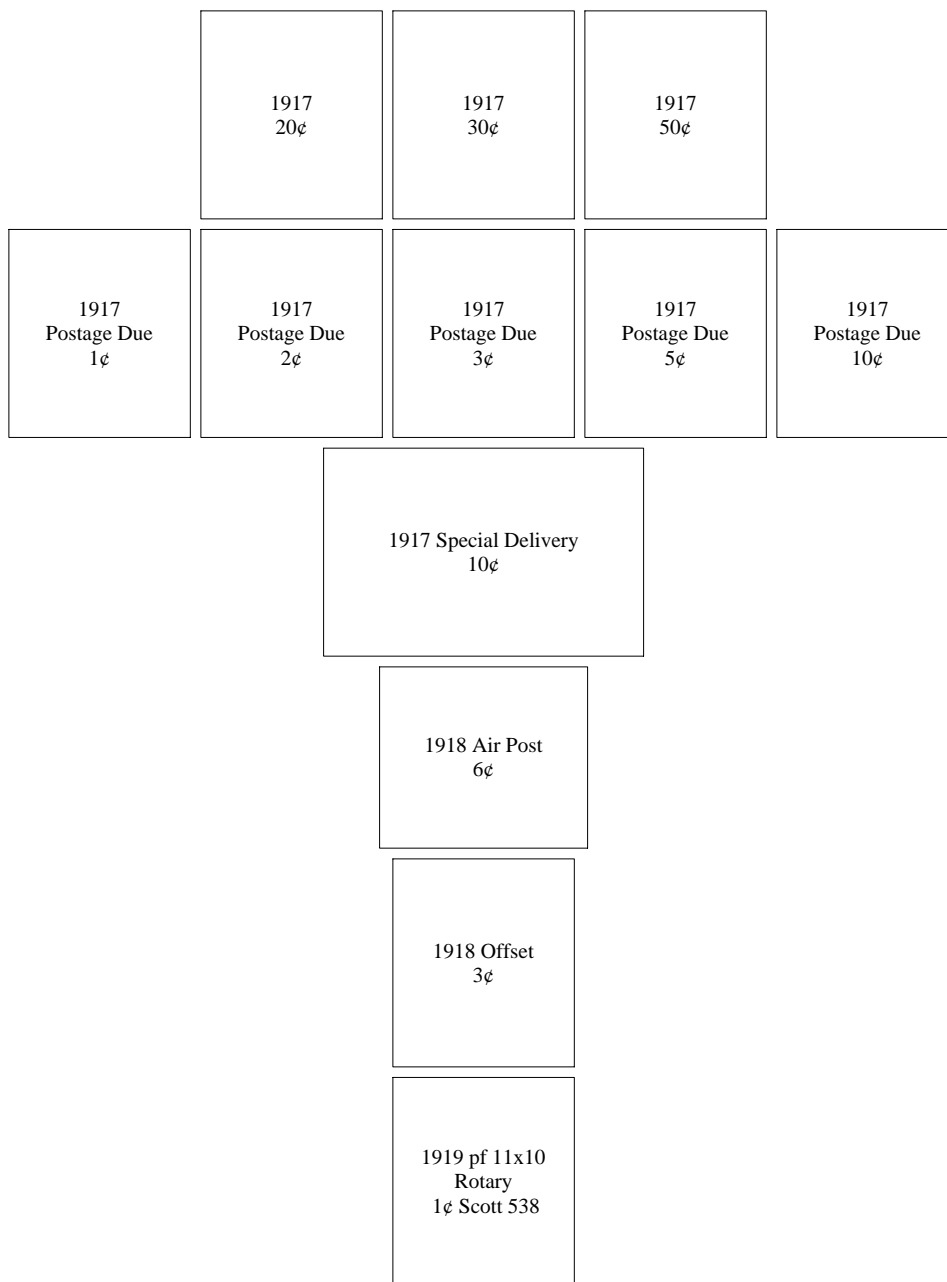 1917
20¢
1917
30¢
1917
50¢
1917
Postage Due
1¢
1917
Postage Due
2¢
1917
Postage Due
3¢
1917
Postage Due
5¢
1917
Postage Due
10¢
1917 Special Delivery
10¢
1918 Air Post
6¢
1918 Offset
3¢
1919 pf 11x10
Rotary
1¢ Scott 538